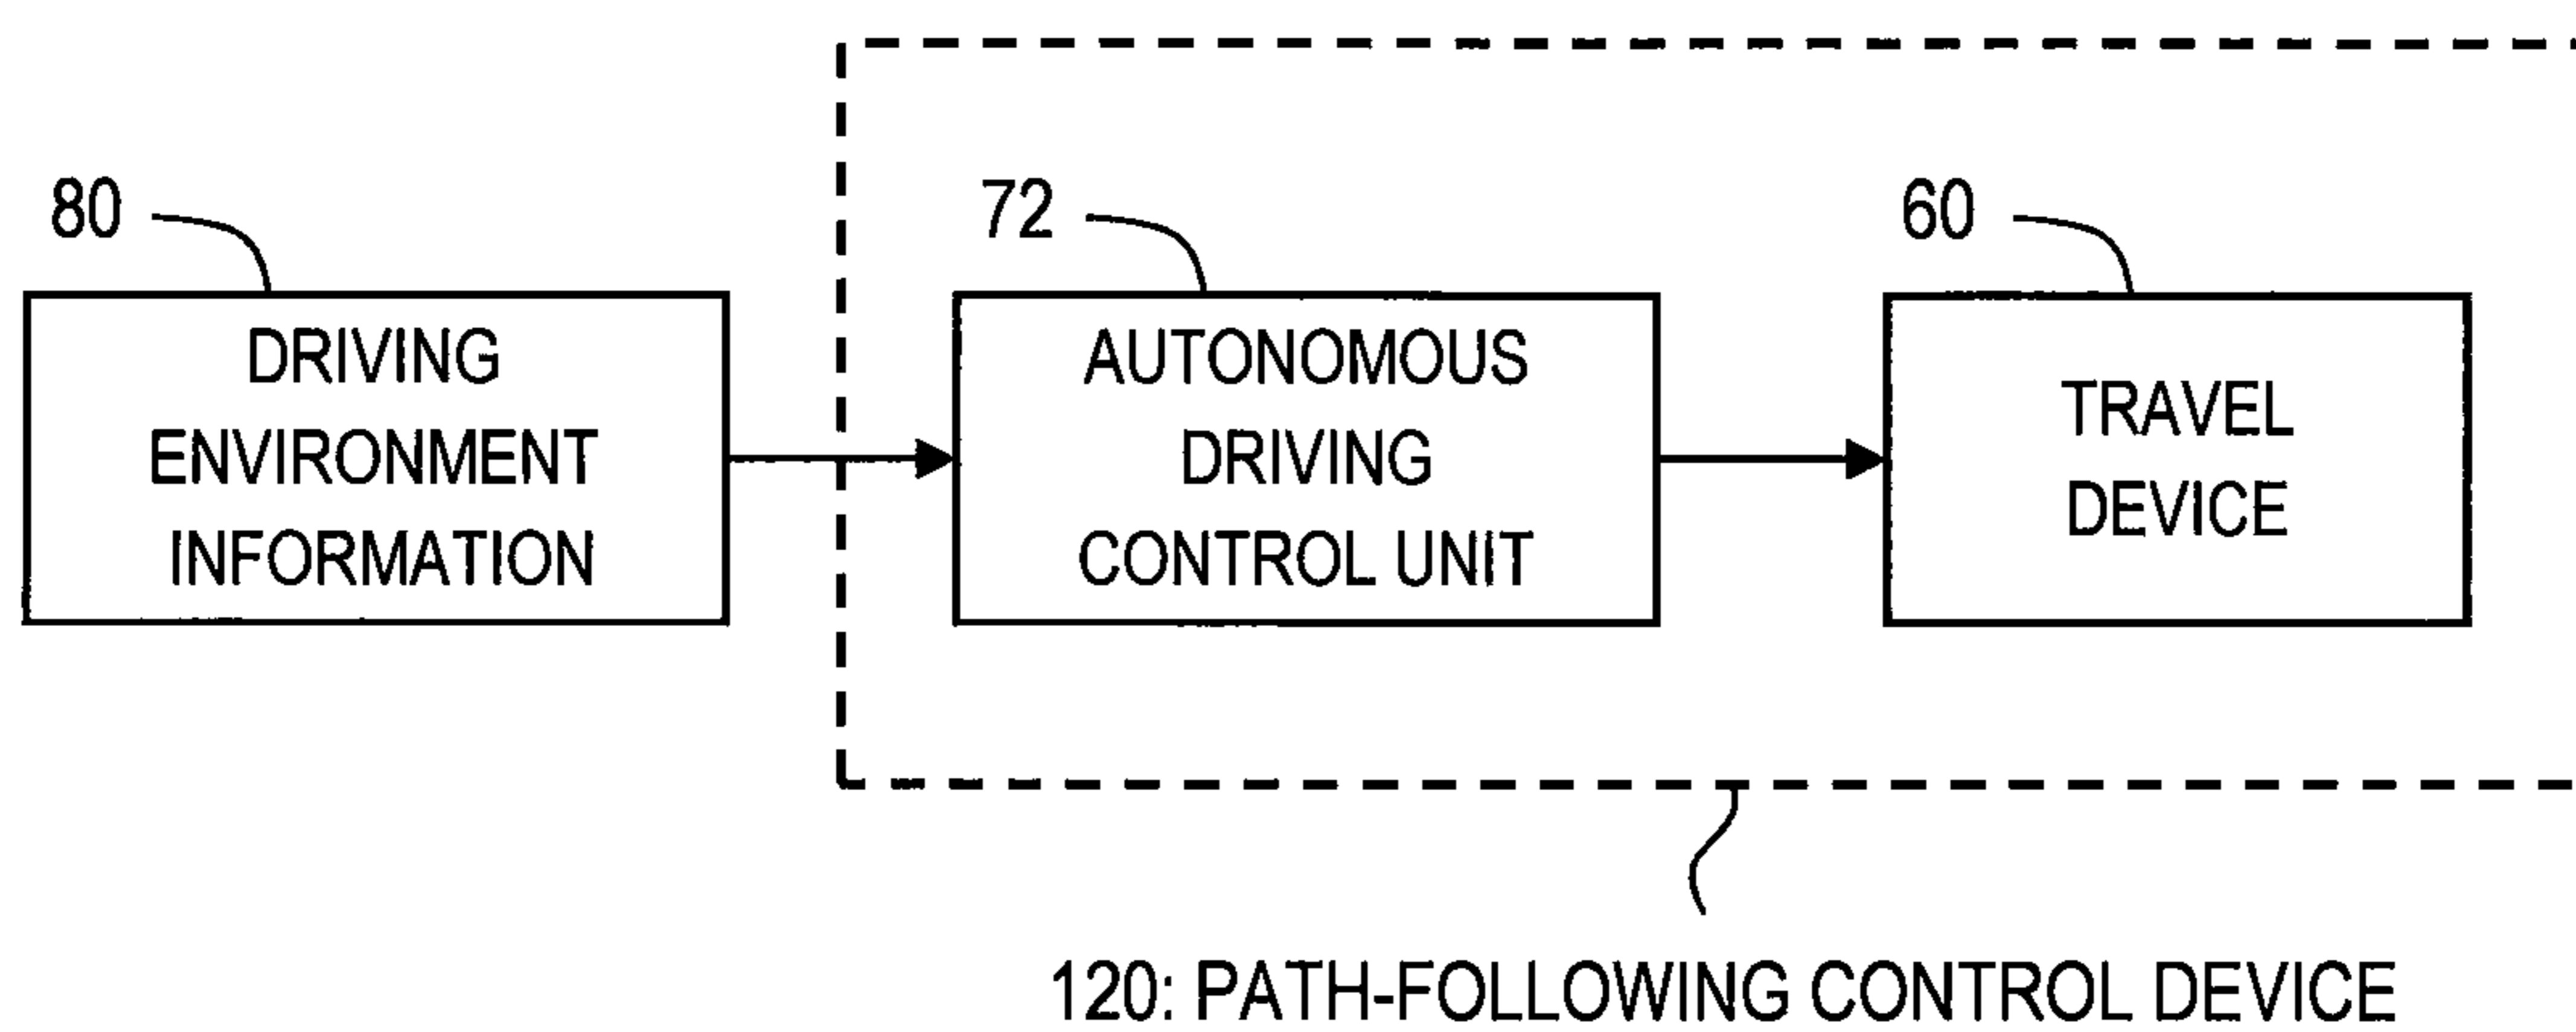 80
DRIVING
ENVIRONMENT
INFORMATION
72
AUTONOMOUS
DRIVING
CONTROL UNIT
60
TRAVEL
DEVICE
120: PATH-FOLLOWING CONTROL DEVICE